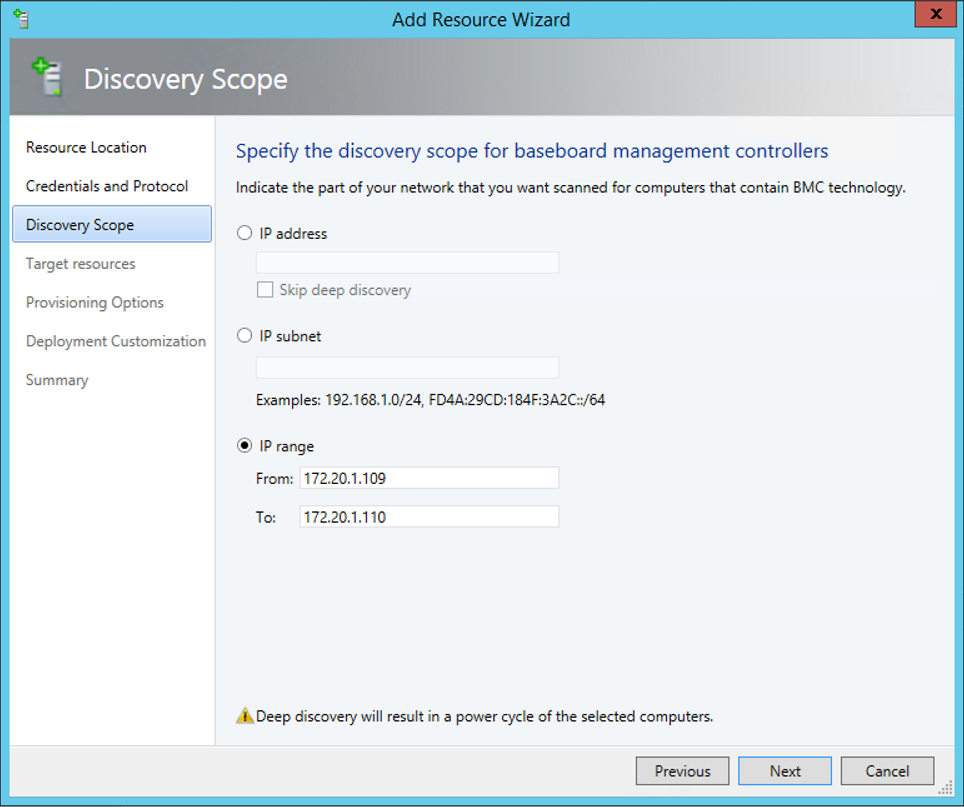 Add Resource Wizard
Discovery Scope
Resource Location
Credentials and Protocol
Discovery Scope
Target resources
Provisioning Options
Deployment Customization
Summary
Specify the discovery scope for baseboard management controllers
Indicate the part of your network that you want scanned for computers that contain BMC technology.
IP address
Skip deep discovery
IP subnet
Examples: 192.168.1.0/24, FD4A:29CD:184F:3A2C::/64
IP range
From: 172.20.1.109
To: 172.20.1.110
Deep discovery will result in a power cycle of the selected computers.
Previous Next Cancel